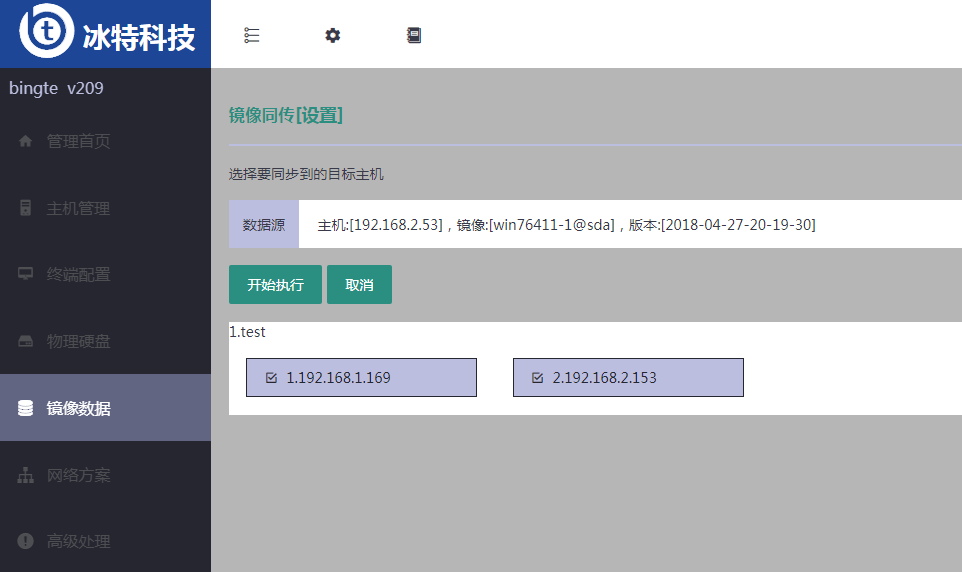 冰特科技
bingte v209
管理首页
主机管理
终端配置
物理硬盘
镜像数据
网络方案
高级处理
镜像同传[设置]
选择要同步到的目标主机
数据源 主机:[192.168.2.53]，镜像:[win76411-1@sda]，版本:[2018-04-27-20-19-30]
开始执行 取消
1.test
1.192.168.1.169 2.192.168.2.153